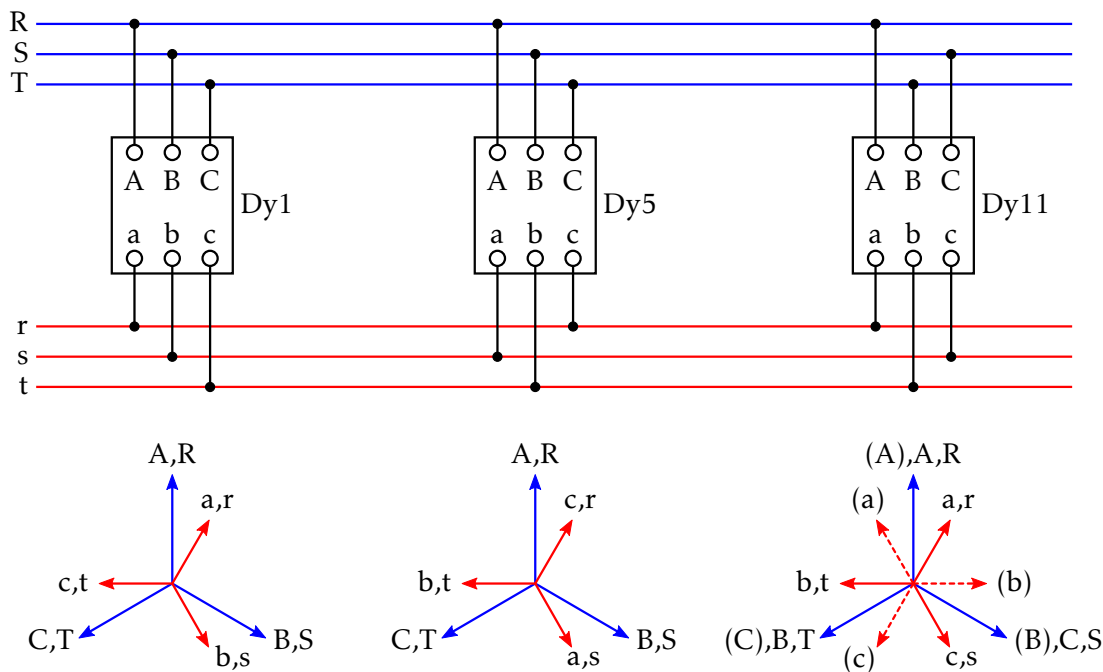 R
S
T
A B C A B C A B C
Dy1 Dy5 Dy11
a b c a b c a b c
r
s
t
A,R A,R (A),A,R
a,r c,r (a) a,r
c,t b,t b,t (b)
C,T B,S C,T B,S (C),B,T (B),C,S
b,s a,s (c) c,s